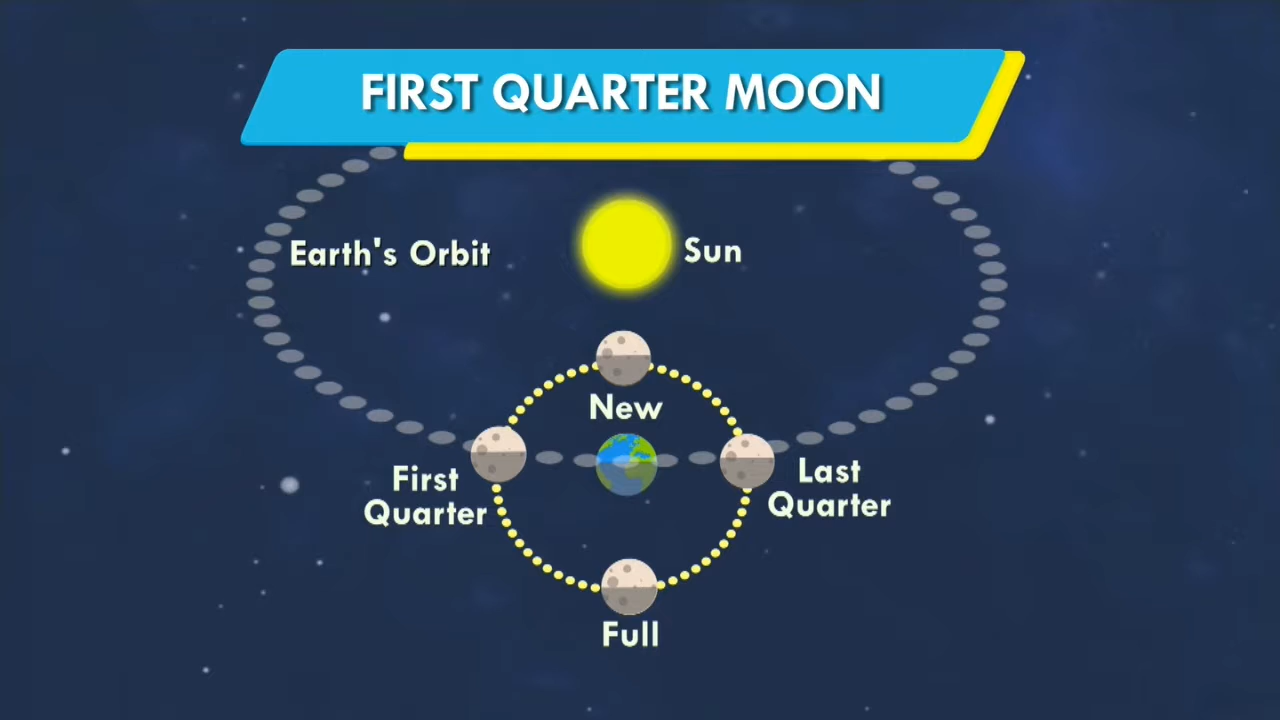 FIRST QUARTER MOON
Earth's Orbit
Sun
New
First
Quarter
Last
Quarter
Full